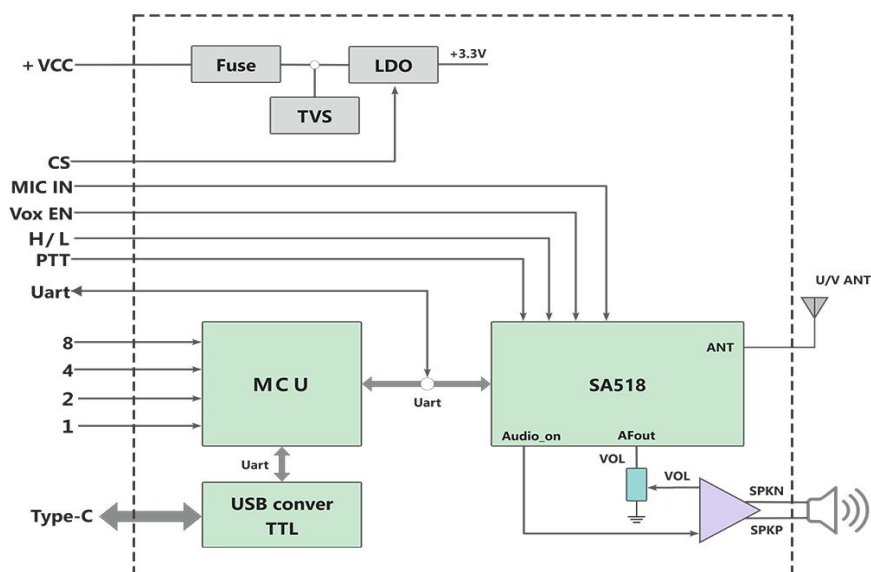 + VCC
Fuse
LDO
+3.3V
TVS
CS
MIC IN
Vox EN
H/ L
PTT
Uart
U/V ANT
8
4
2
1
MC U
Uart
SA518
ANT
Audio_on
AFout
Uart
VOL
VOL
USB conver
TTL
Type-C
SPKN
SPKP